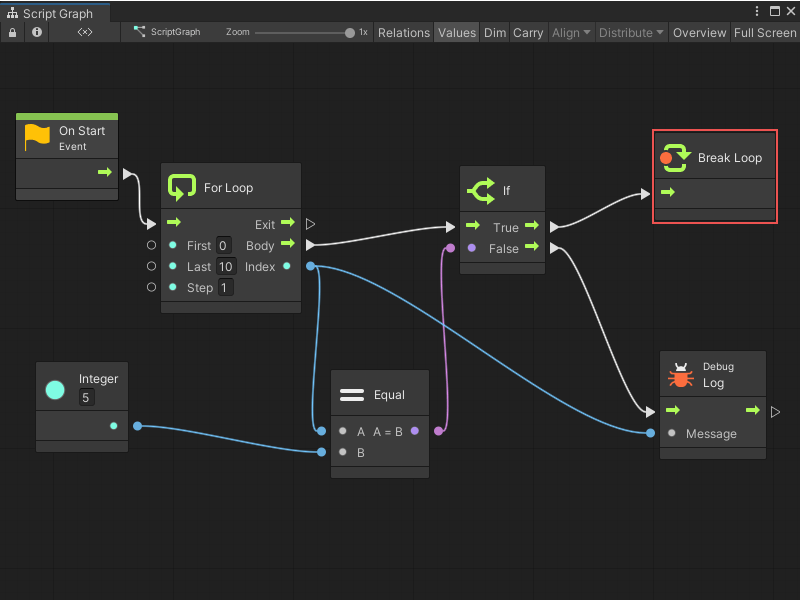 Script Graph
ScriptGraph
Zoom
1x
Relations
Values
Dim
Carry
Align
Distribute
Overview
Full Screen
On Start
Event
For Loop
Exit
First 0 Body
Last 10 Index
Step 1
If
True
False
Break Loop
Integer
5
Equal
A A = B
B
Debug
Log
Message